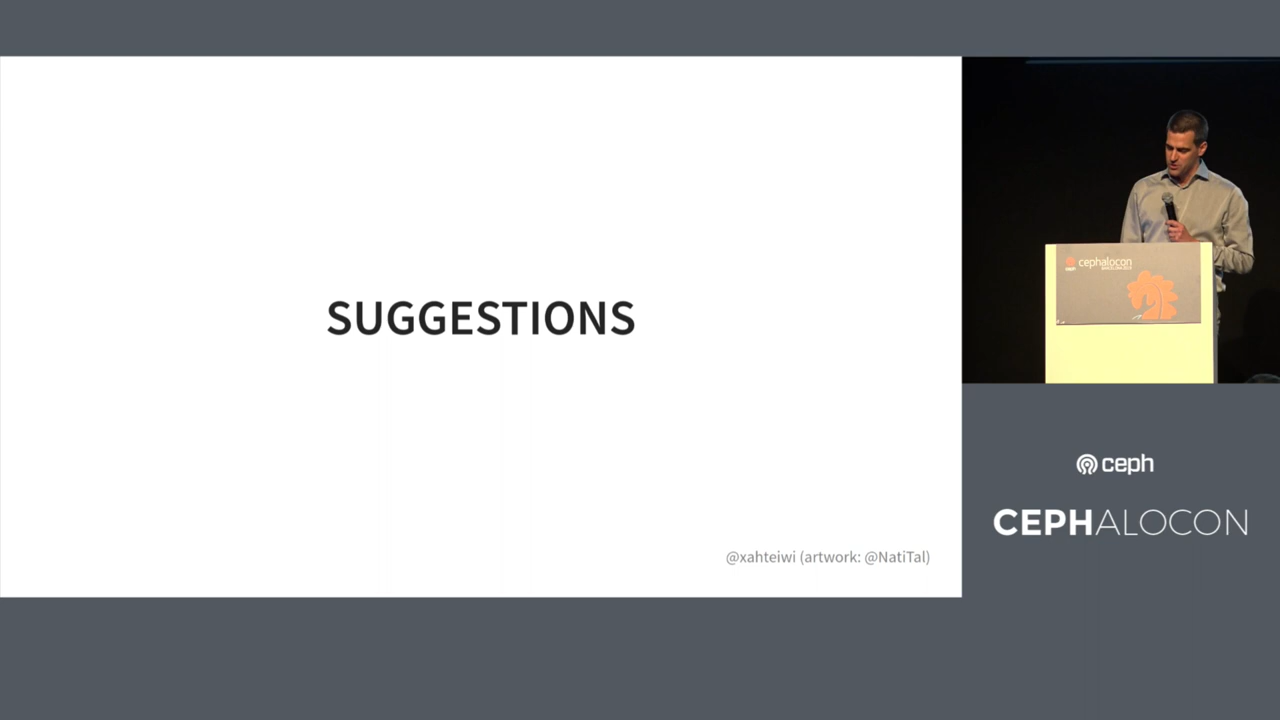 SUGGESTIONS
@xahteiwi (artwork: @NatiTal)
cephalocon
ceph
CEPHALOCON